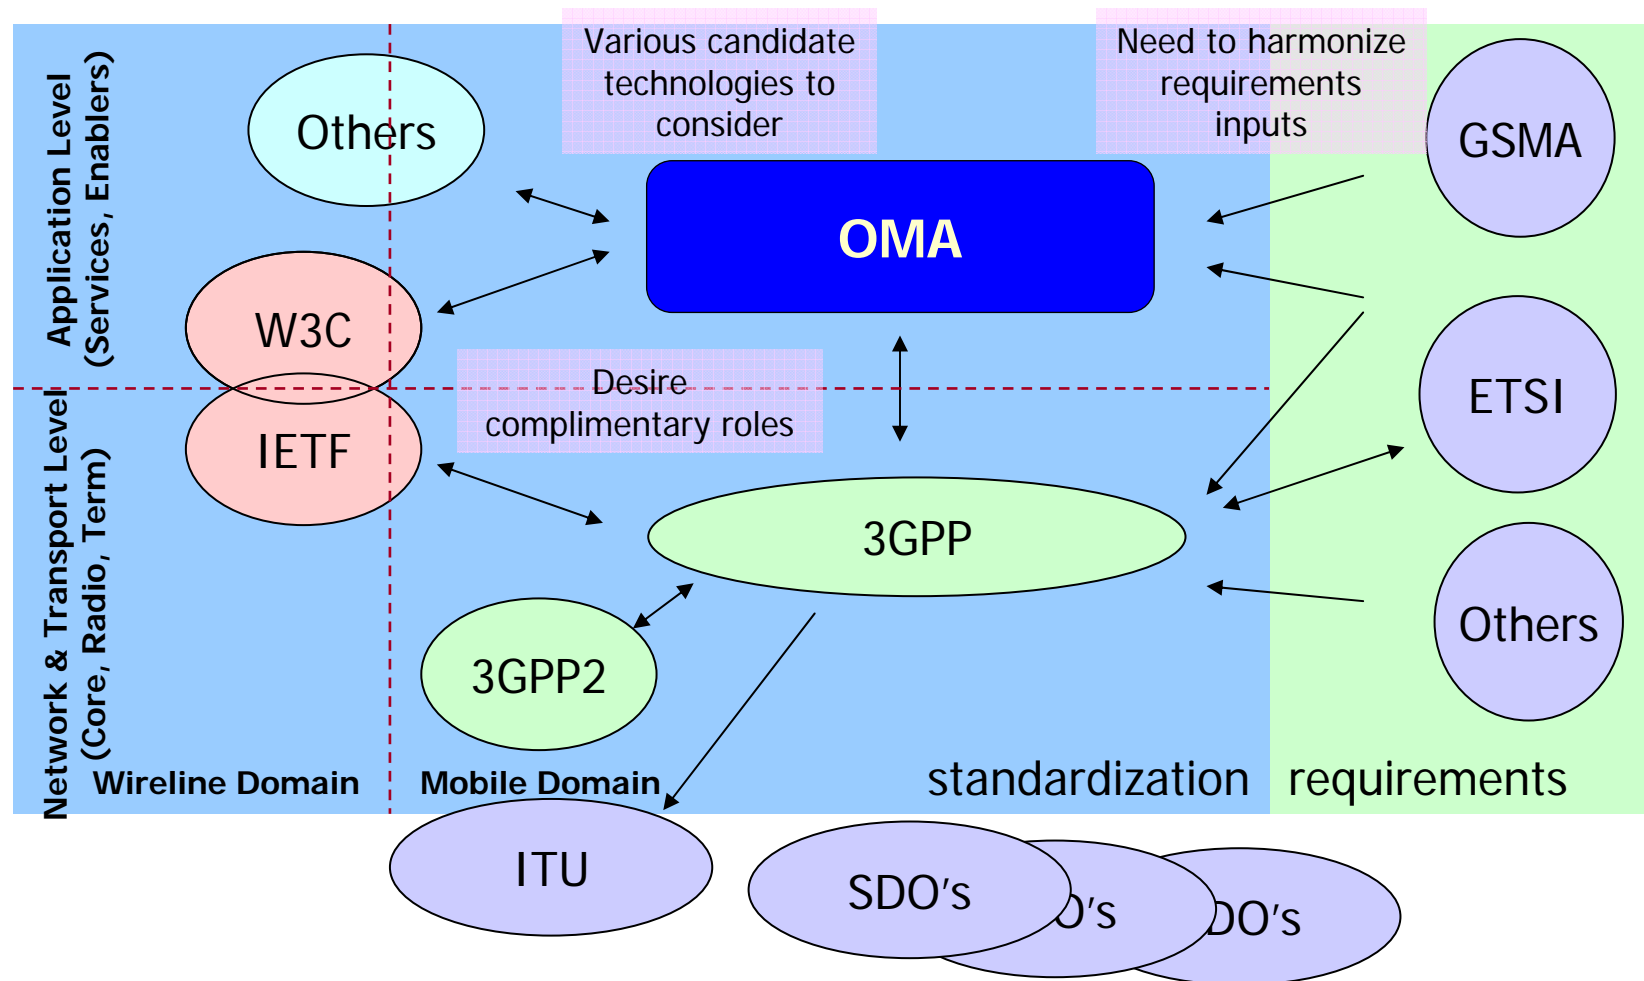 Application Level
(Services, Enablers)
Various candidate
technologies to
consider
Need to harmonize
requirements
inputs
Others
GSMA
OMA
W3C
Desire
complimentary roles
ETSI
Network & Transport Level
(Core, Radio, Term)
IETF
3GPP
Others
3GPP2
Wireline Domain
Mobile Domain
standardization
requirements
ITU
SDO's
O's
DO's